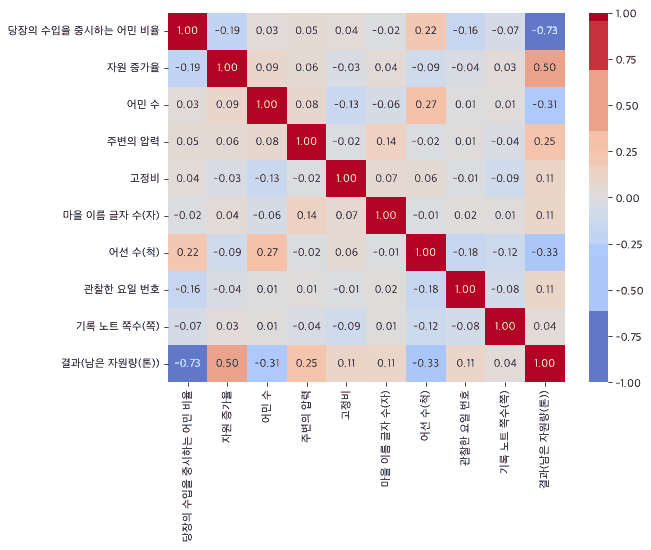 당장의 수입을 중시하는 어민 비율 1.00 -0.19 0.03 0.05 0.04 -0.02 0.22 -0.16 -0.07 -0.73
자원 증가율 -0.19 1.00 0.09 0.06 -0.03 0.04 -0.09 -0.04 0.03 0.50
어민 수 0.03 0.09 1.00 0.08 -0.13 -0.06 0.27 0.01 0.01 -0.31
주변의 압력 0.05 0.06 0.08 1.00 -0.02 0.14 -0.02 0.01 -0.04 0.25
고정비 0.04 -0.03 -0.13 -0.02 1.00 0.07 0.06 -0.01 -0.09 0.11
마을 이름 글자 수(자) -0.02 0.04 -0.06 0.14 0.07 1.00 -0.01 0.02 0.01 0.11
어선 수(척) 0.22 -0.09 0.27 -0.02 0.06 -0.01 1.00 -0.18 -0.12 -0.33
관찰한 요일 번호 -0.16 -0.04 0.01 0.01 -0.01 0.02 -0.18 1.00 -0.08 0.11
기록 노트 쪽수(쪽) -0.07 0.03 0.01 -0.04 -0.09 0.01 -0.12 -0.08 1.00 0.04
결과(남은 자원량(톤)) -0.73 0.50 -0.31 0.25 0.11 0.11 -0.33 0.11 0.04 1.00
당장의 수입을 중시하는 어민 비율
자원 증가율
어민 수
주변의 압력
고정비
마을 이름 글자 수(자)
어선 수(척)
관찰한 요일 번호
기록 노트 쪽수(쪽)
결과(남은 자원량(톤))
1.00
0.75
0.50
0.25
0.00
-0.25
-0.50
-0.75
-1.00